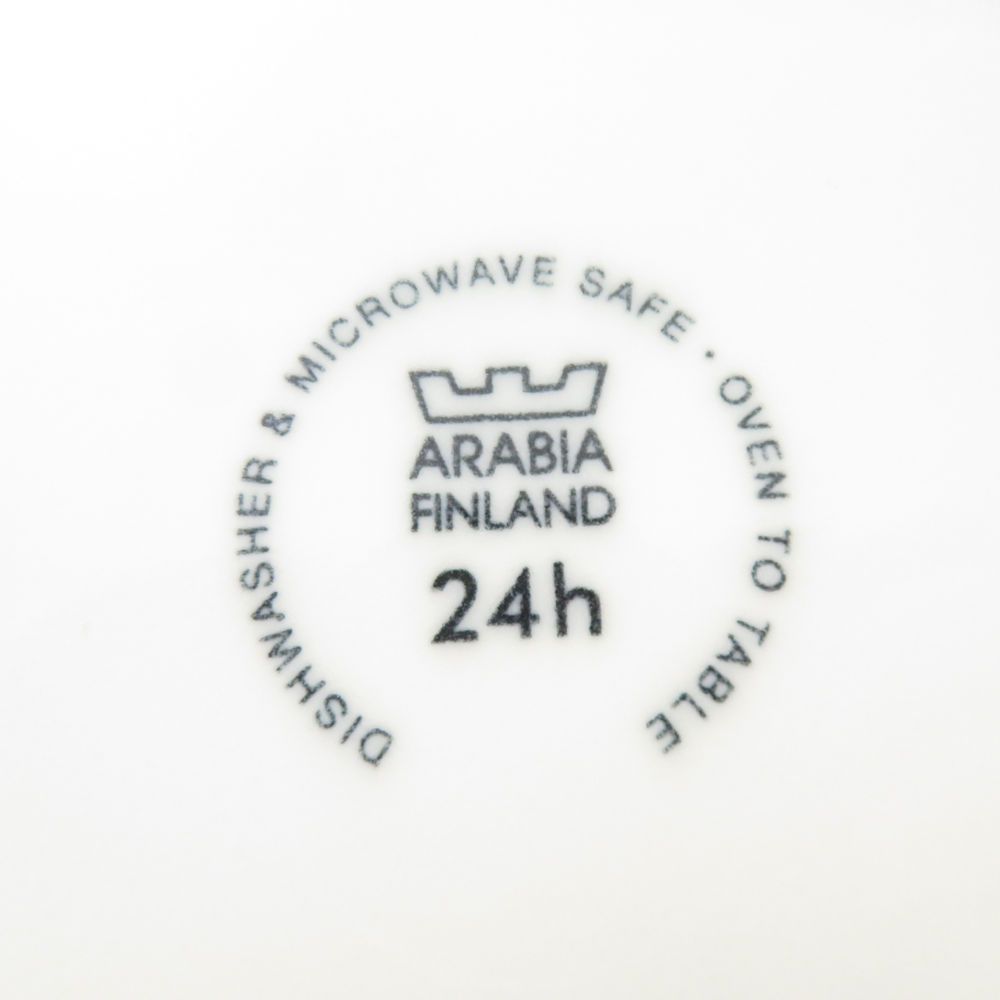 DISHWASHER & MICROWAVE SAFE · OVEN TO TABLE
ARABIA
FINLAND
24h